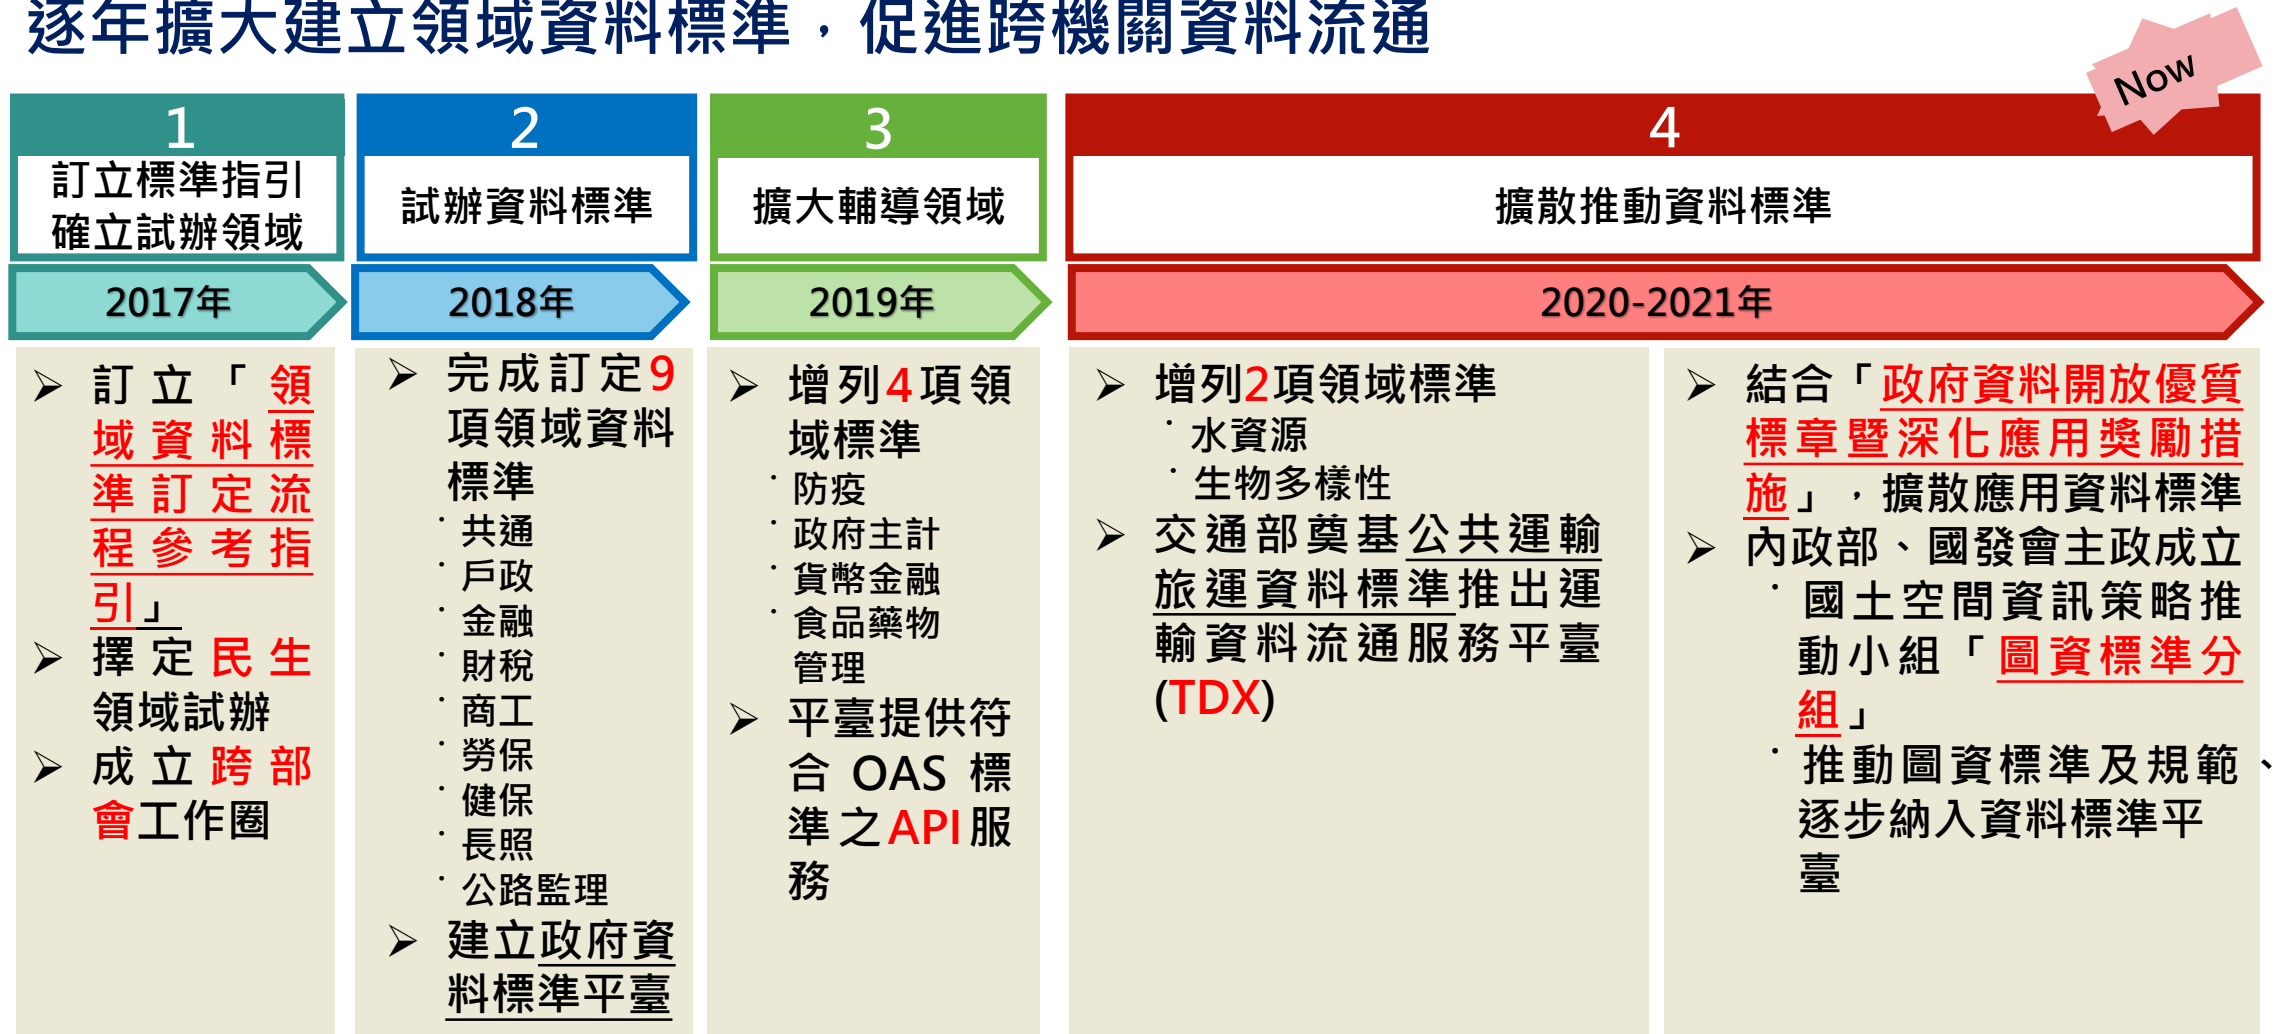 逐年擴大建立領域資料標準，促進跨機關資料流通
Now
1
訂立標準指引
確立試辦領域
2017年
➢ 訂立「領
域資料標
準訂定流
程參考指
引」
➢ 擇定民生
領域試辦
➢ 成立跨部
會工作圈
2
試辦資料標準
2018年
➢ 完成訂定9
項領域資料
標準
˙共通
˙戶政
˙金融
˙財稅
˙商工
˙勞保
˙健保
˙長照
˙公路監理
➢ 建立政府資
料標準平臺
3
擴大輔導領域
2019年
➢ 增列4項領
域標準
˙防疫
˙政府主計
˙貨幣金融
˙食品藥物
管理
➢ 平臺提供符
合 OAS 標
準之API服
務
4
擴散推動資料標準
2020-2021年
➢ 增列2項領域標準
˙水資源
˙生物多樣性
➢ 交通部奠基公共運輸
旅運資料標準推出運
輸資料流通服務平臺
(TDX)
➢ 結合「政府資料開放優質
標章暨深化應用獎勵措
施」，擴散應用資料標準
➢ 內政部、國發會主政成立
˙國土空間資訊策略推
動小組「圖資標準分
組」
˙推動圖資標準及規範、
逐步納入資料標準平
臺